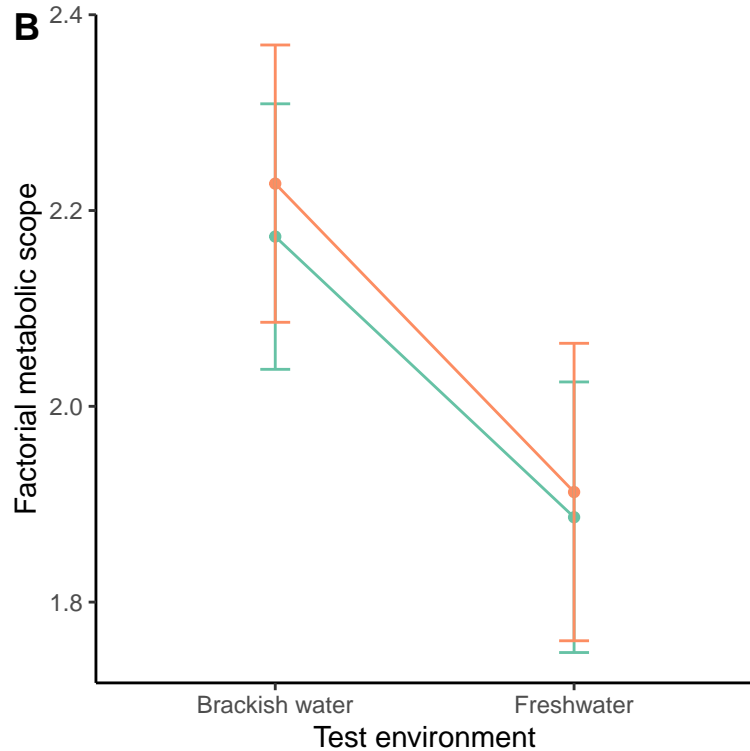 B
Factorial metabolic scope
2.4
2.2
2.0
1.8
Brackish water Freshwater
Test environment